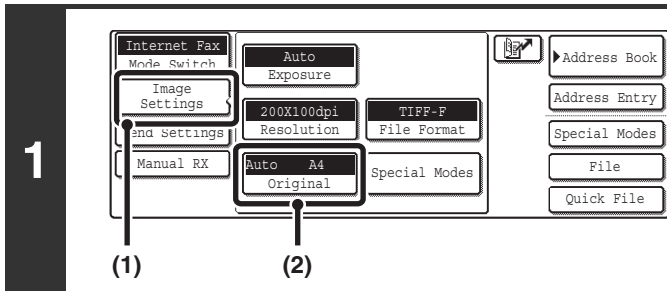 1
Internet Fax
Mode Switch
Image
Settings
Send Settings
Manual RX
Auto
Exposure
200X100dpi
Resolution
TIFF-F
File Format
Auto A4
Original
Special Modes
Address Book
Address Entry
Special Modes
File
Quick File
(1)
(2)